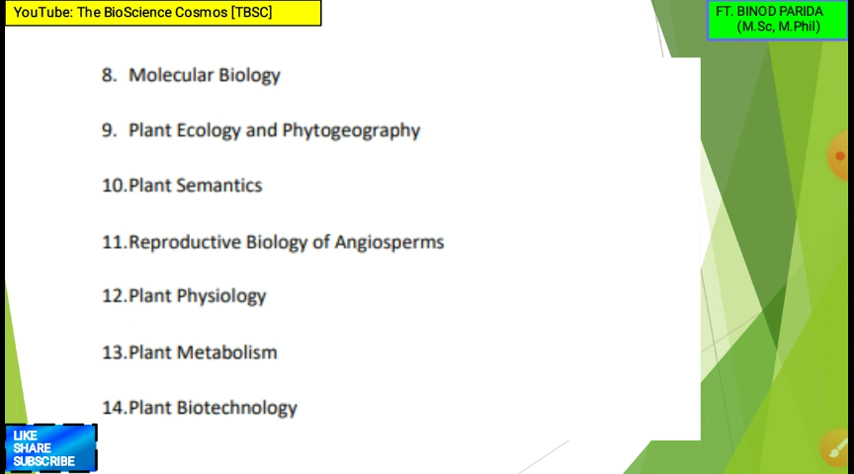 YouTube: The BioScience Cosmos [TBSC]
FT. BINOD PARIDA
(M.Sc, M.Phil)
8. Molecular Biology
9. Plant Ecology and Phytogeography
10.Plant Semantics
11.Reproductive Biology of Angiosperms
12.Plant Physiology
13.Plant Metabolism
14.Plant Biotechnology
LIKE
SHARE
SUBSCRIBE